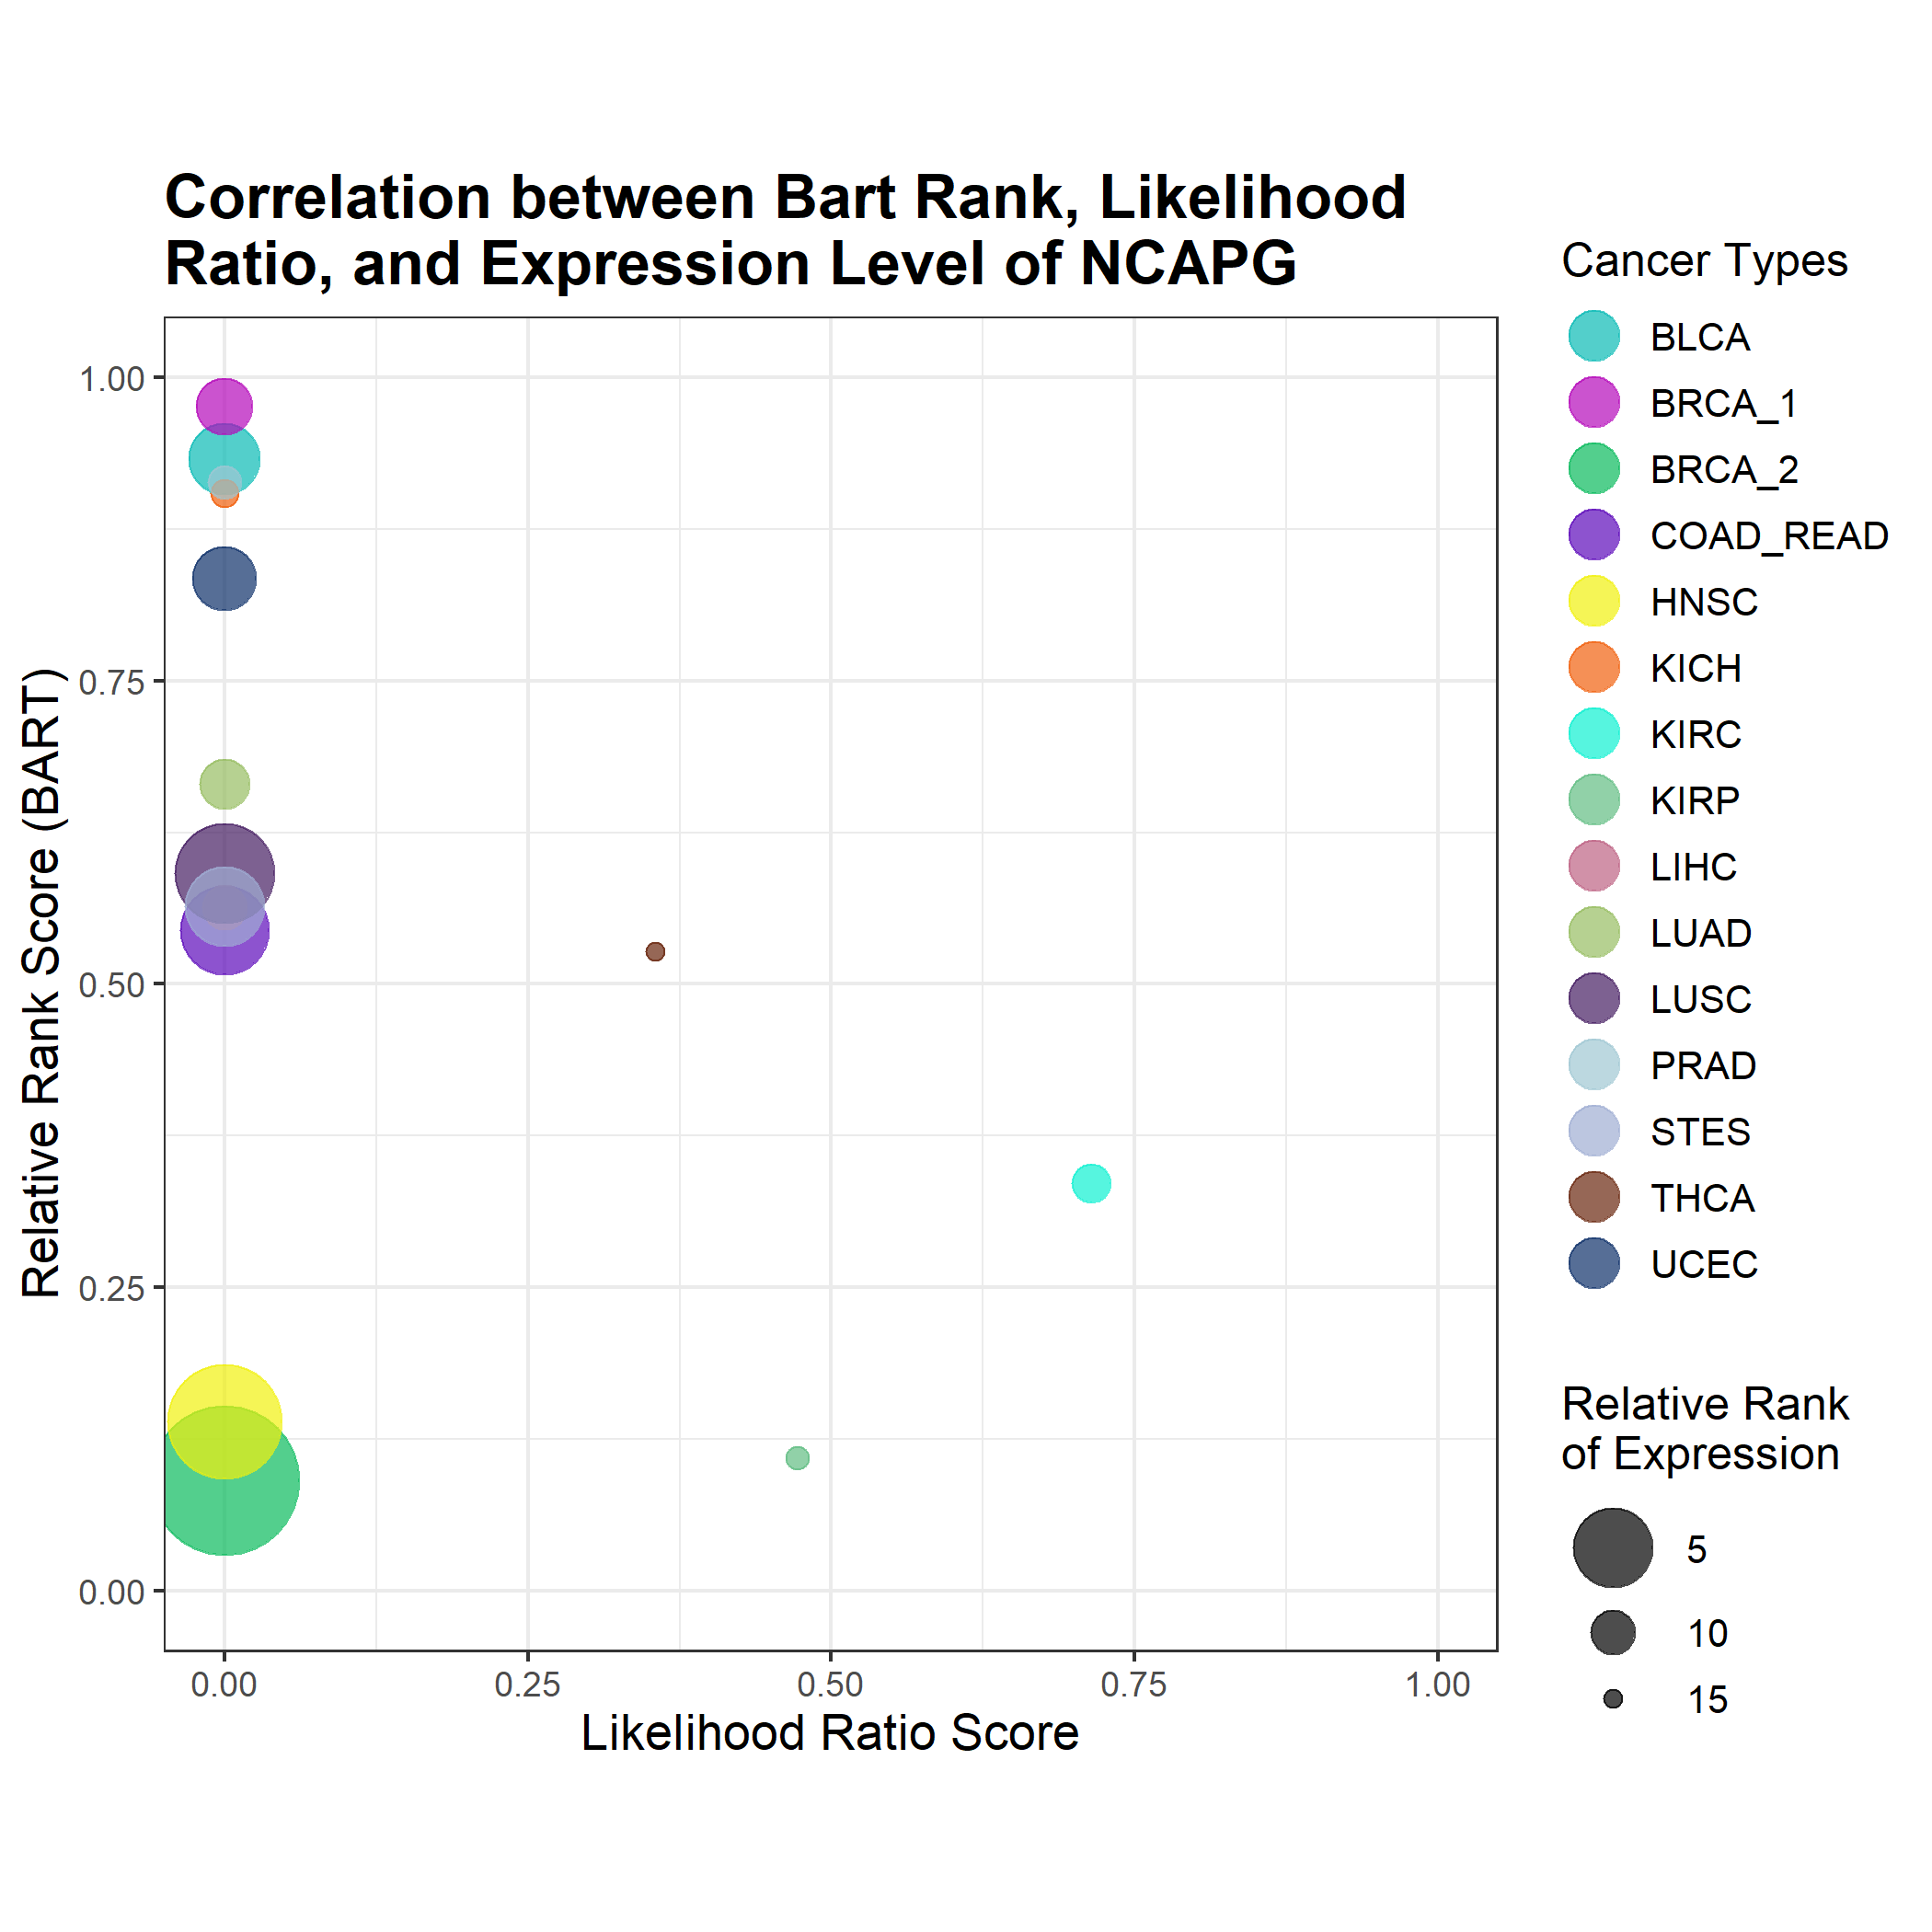 Correlation between Bart Rank, Likelihood
Ratio, and Expression Level of NCAPG
Relative Rank Score (BART)
1.00
0.75
0.50
0.25
0.00
0.00
0.25
0.50
0.75
1.00
Likelihood Ratio Score
Cancer Types
BLCA
BRCA_1
BRCA_2
COAD_READ
HNSC
KICH
KIRC
KIRP
LIHC
LUAD
LUSC
PRAD
STES
THCA
UCEC
Relative Rank
of Expression
5
10
15